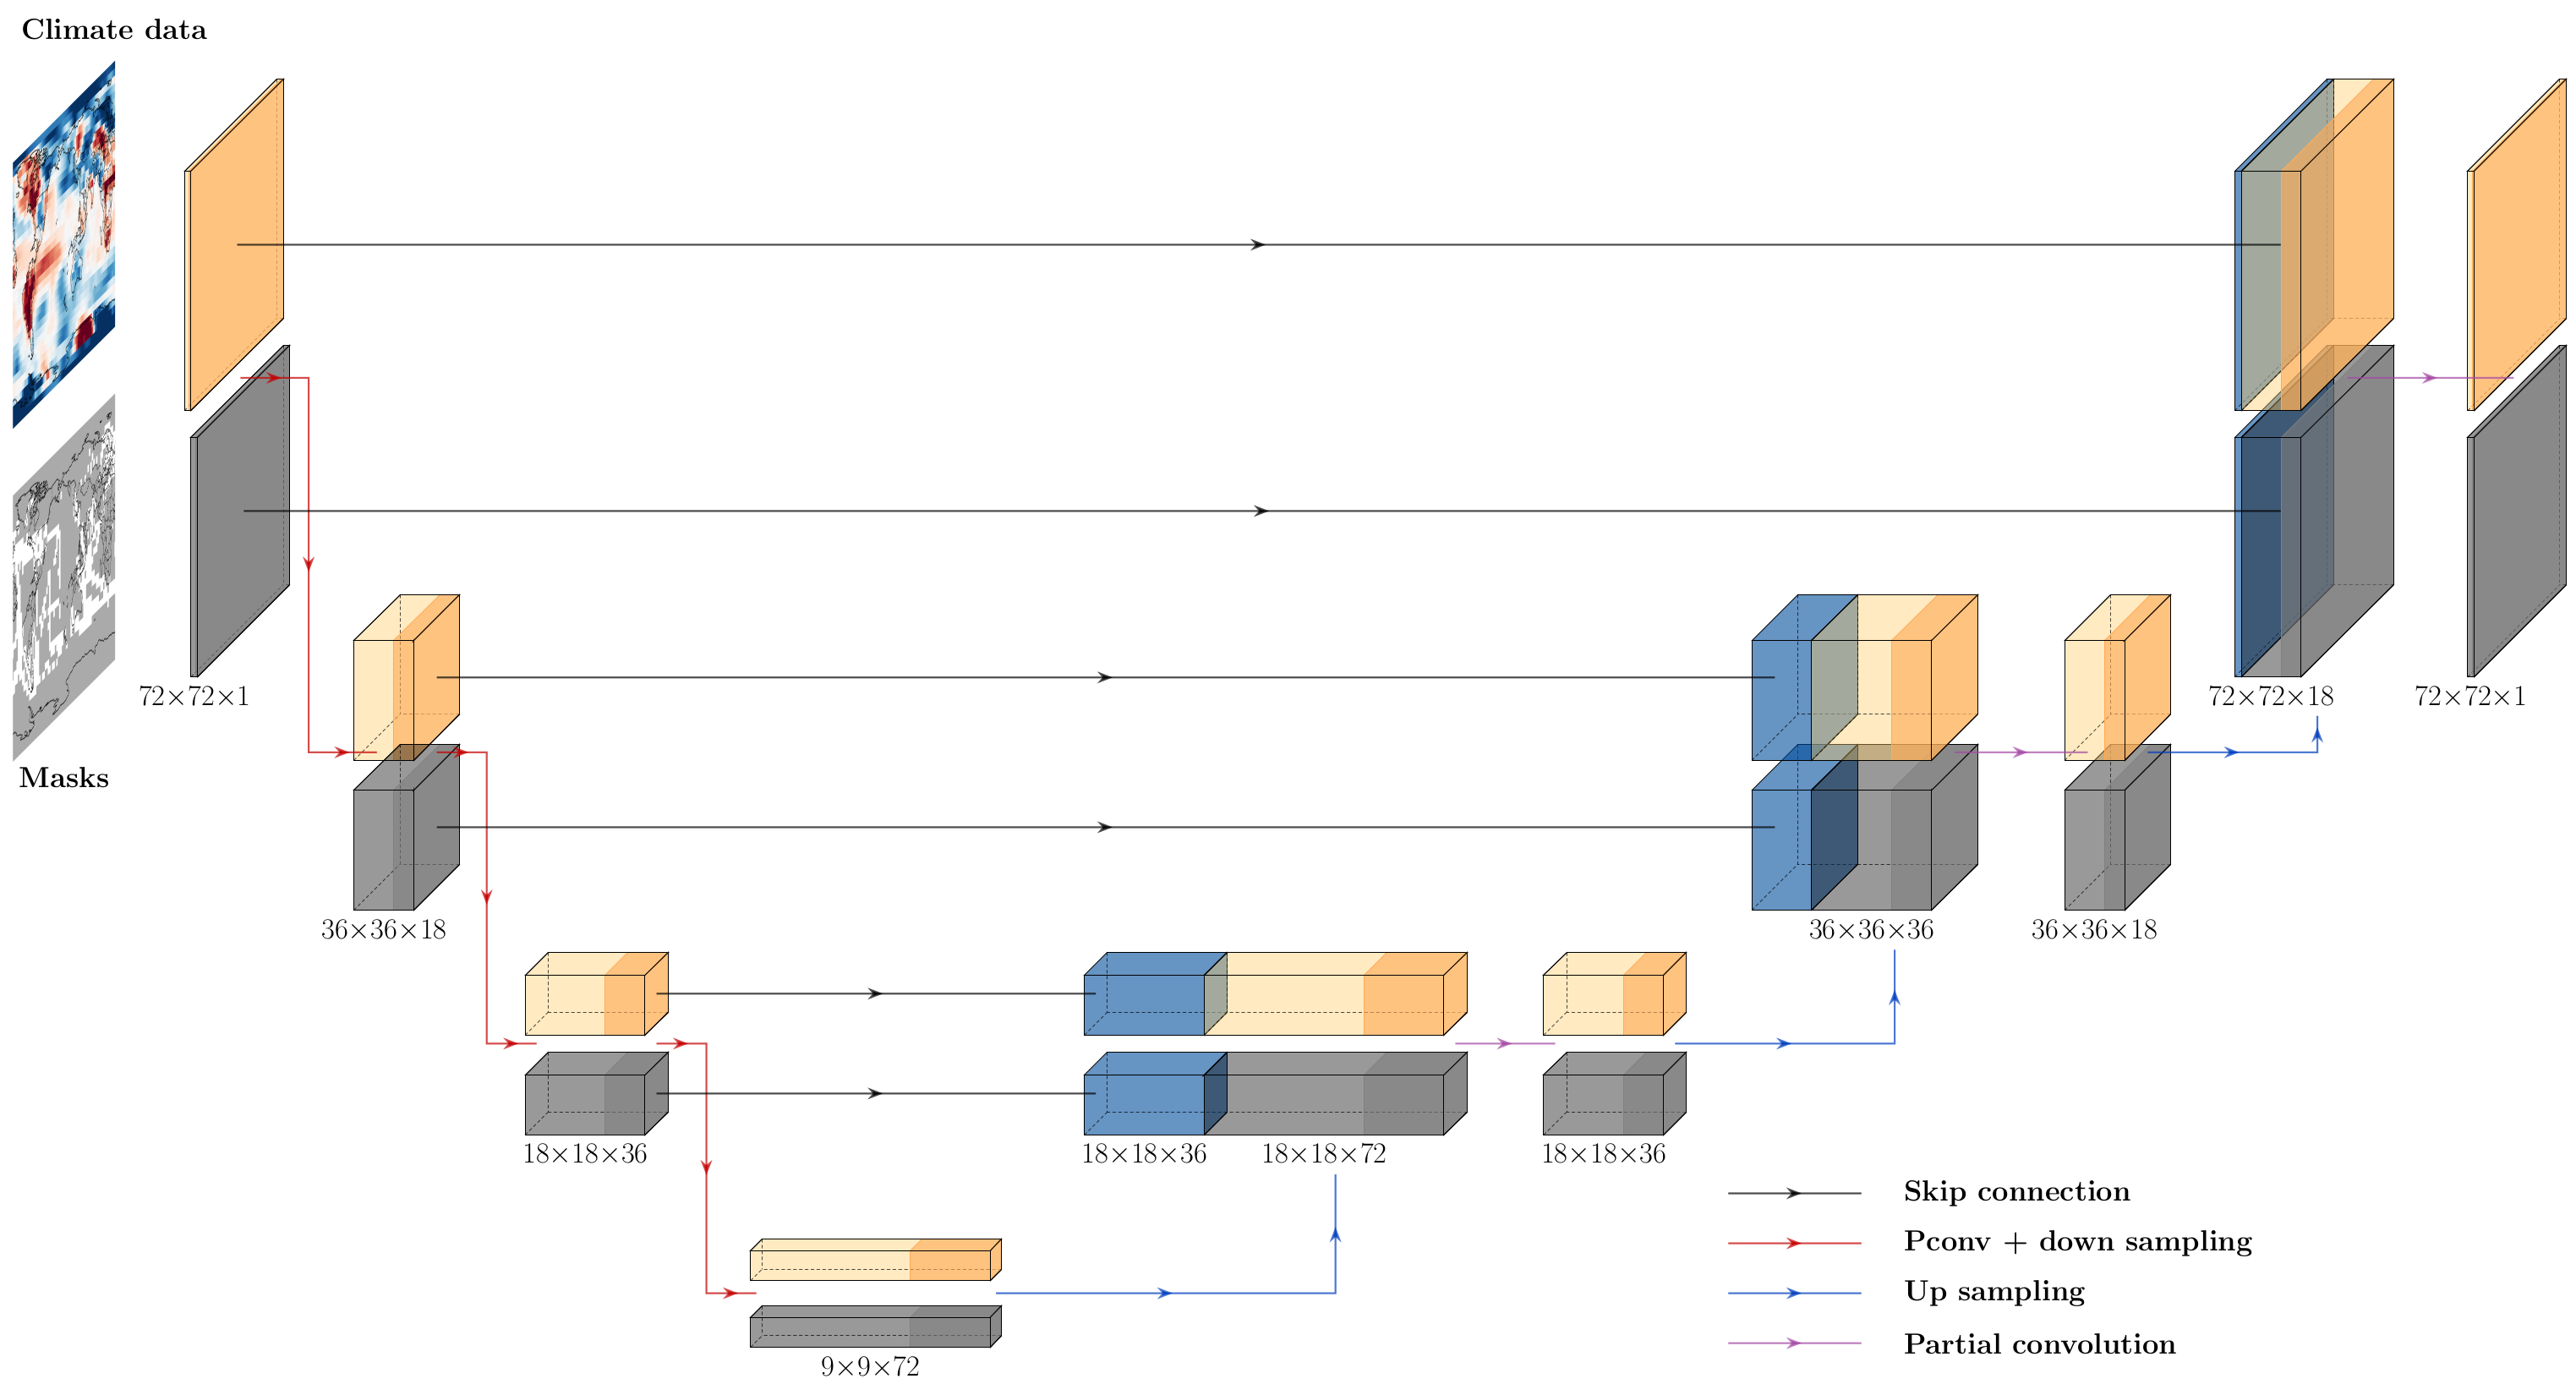 Climate data
72×72×1
72×72×18
72×72×1
Masks
36×36×18
36×36×36
36×36×18
18×18×36
18×18×36
18×18×72
18×18×36
Skip connection
Pconv + down sampling
Up sampling
Partial convolution
9×9×72